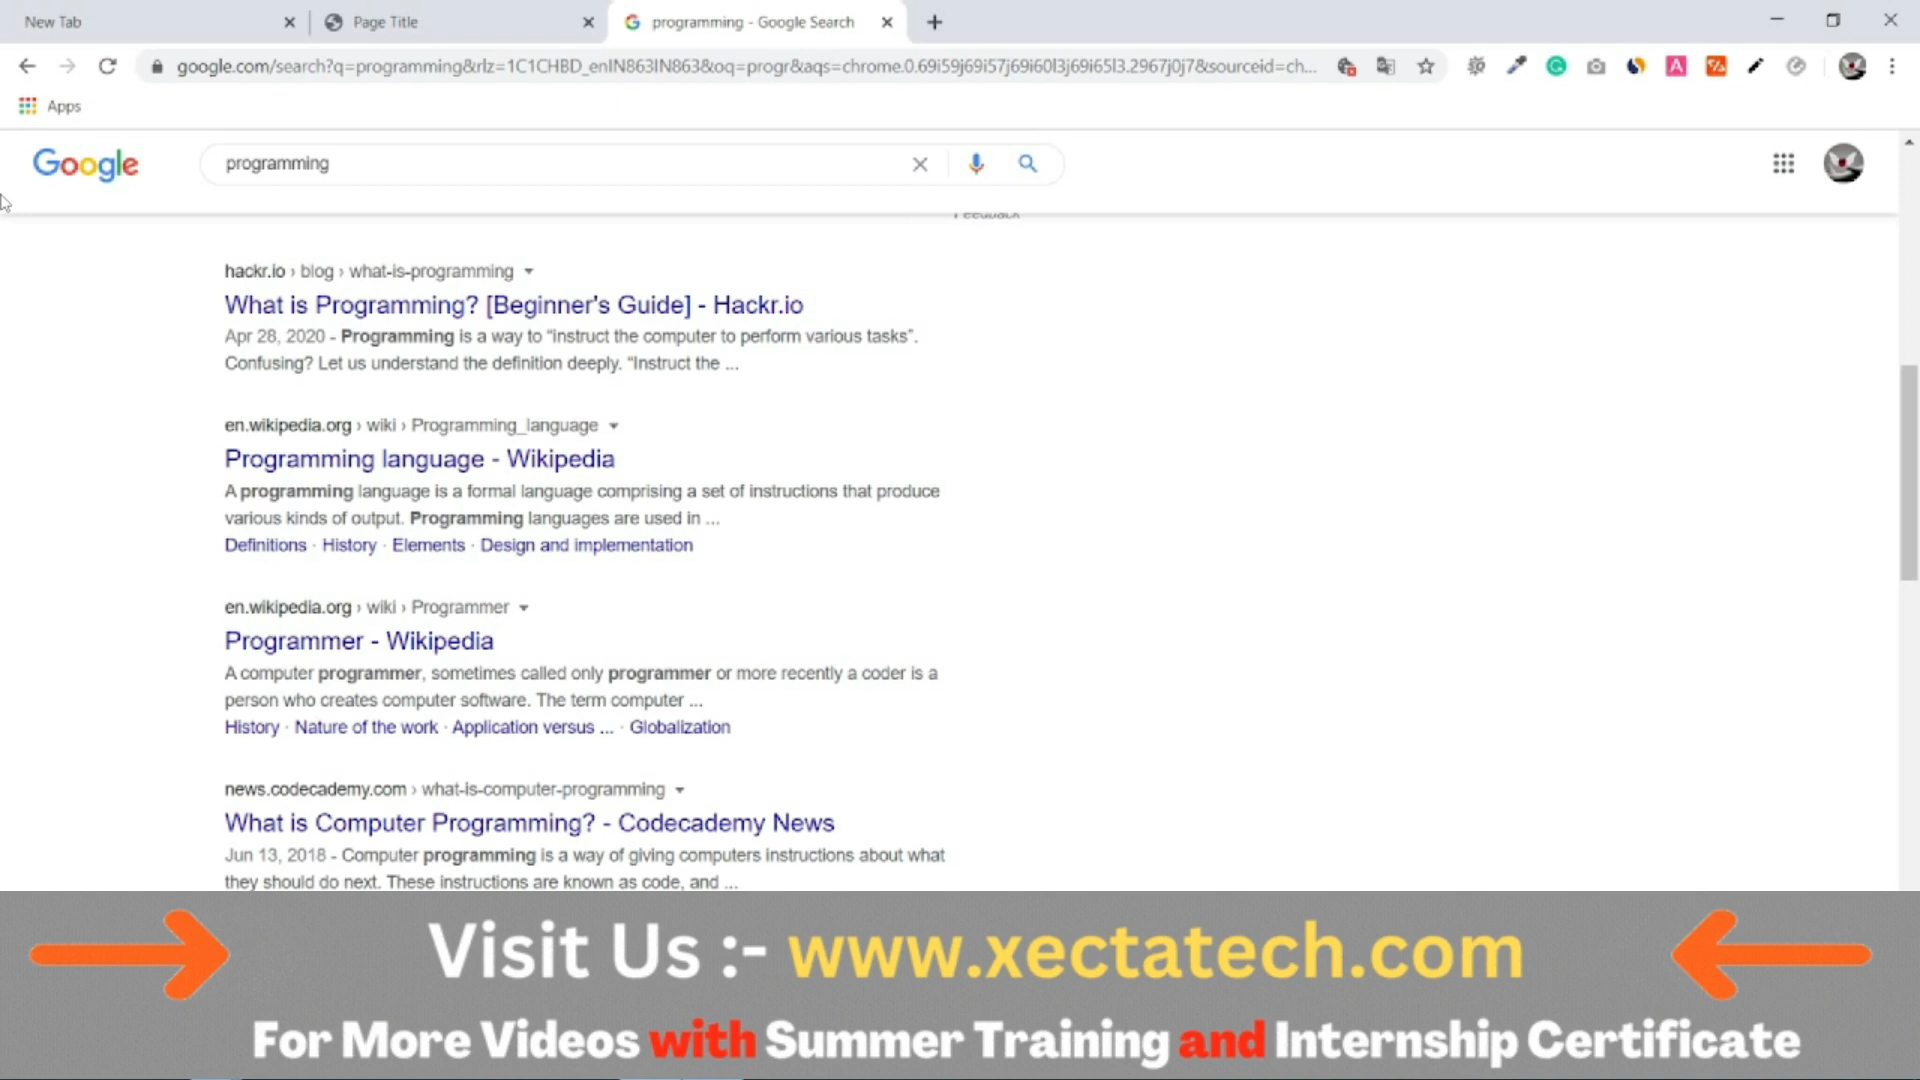 New Tab
Page Title
programming - Google Search
google.com/search?q=programming&rlz=1C1CHBD_enIN863IN863&oq=progr&aqs=chrome.0.69i59j69i57j69i60l3j69i65l3.2967j0j7&sourceid=ch...
Apps
Google
programming
Feedback
hackr.io › blog › what-is-programming
What is Programming? [Beginner's Guide] - Hackr.io
Apr 28, 2020 - Programming is a way to “instruct the computer to perform various tasks”.
Confusing? Let us understand the definition deeply. “Instruct the ...
en.wikipedia.org › wiki › Programming_language
Programming language - Wikipedia
A programming language is a formal language comprising a set of instructions that produce
various kinds of output. Programming languages are used in ...
Definitions · History · Elements · Design and implementation
en.wikipedia.org › wiki › Programmer
Programmer - Wikipedia
A computer programmer, sometimes called only programmer or more recently a coder is a
person who creates computer software. The term computer ...
History · Nature of the work · Application versus ... · Globalization
news.codecademy.com › what-is-computer-programming
What is Computer Programming? - Codecademy News
Jun 13, 2018 - Computer programming is a way of giving computers instructions about what
they should do next. These instructions are known as code, and ...
Visit Us :- www.xectatech.com
For More Videos with Summer Training and Internship Certificate